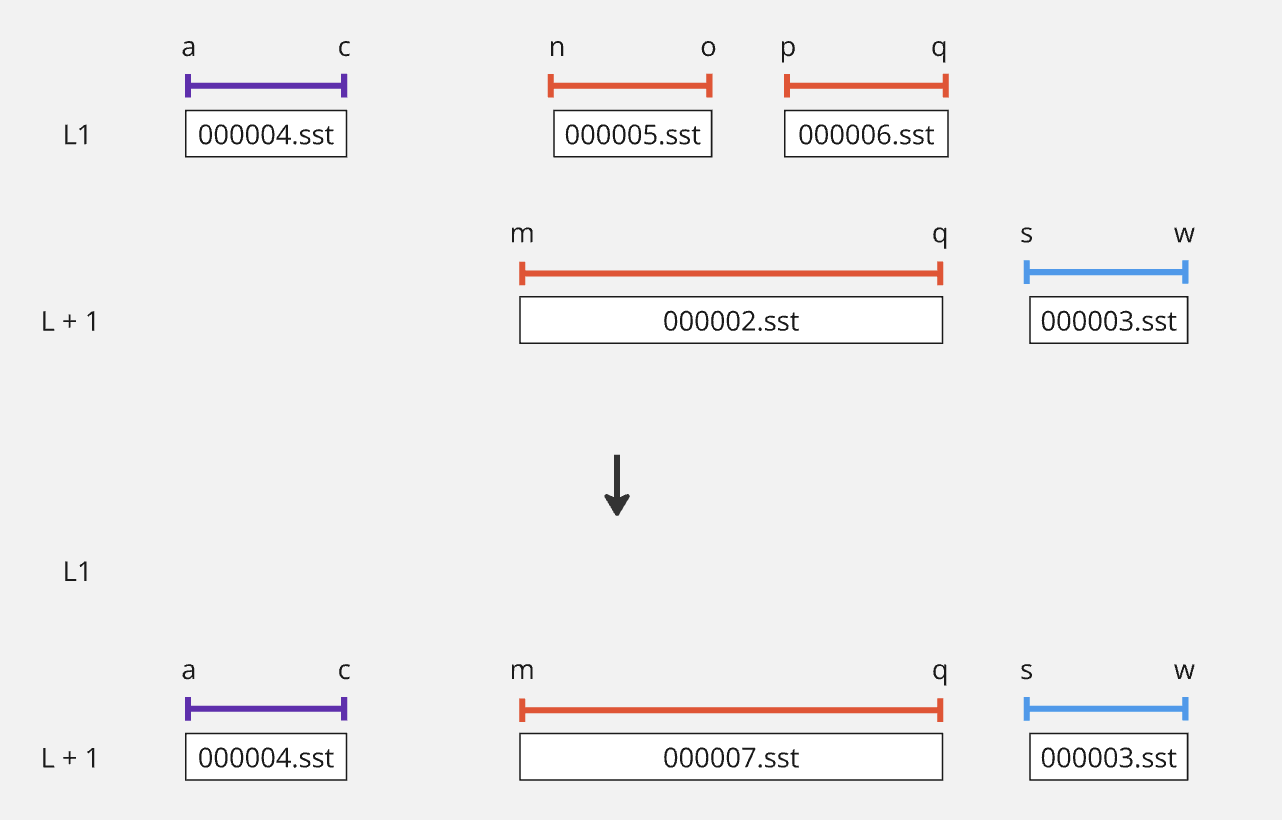 a c n o p q
L1 000004.sst 000005.sst 000006.sst
m q s w
L + 1 000002.sst 000003.sst
L1
a c m q s w
L + 1 000004.sst 000007.sst 000003.sst